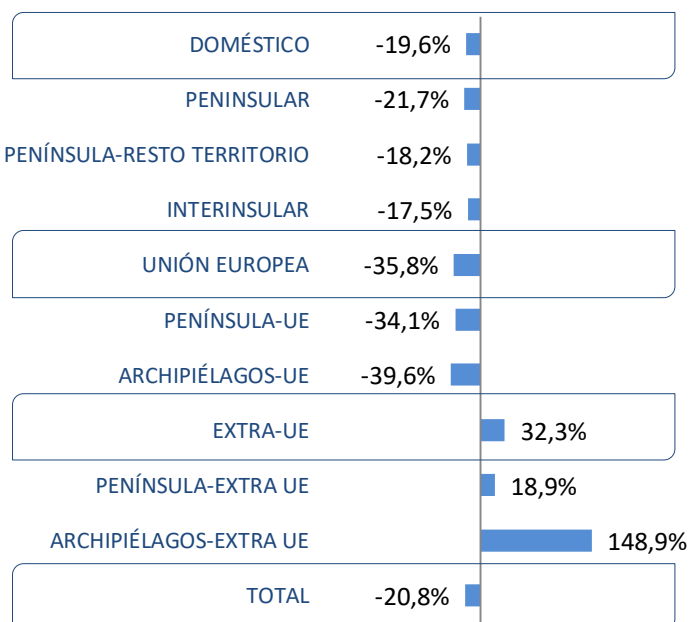 DOMÉSTICO -19,6%
PENINSULAR -21,7%
PENÍNSULA-RESTO TERRITORIO -18,2%
INTERINSULAR -17,5%
UNIÓN EUROPEA -35,8%
PENÍNSULA-UE -34,1%
ARCHIPIÉLAGOS-UE -39,6%
EXTRA-UE 32,3%
PENÍNSULA-EXTRA UE 18,9%
ARCHIPIÉLAGOS-EXTRA UE 148,9%
TOTAL -20,8%